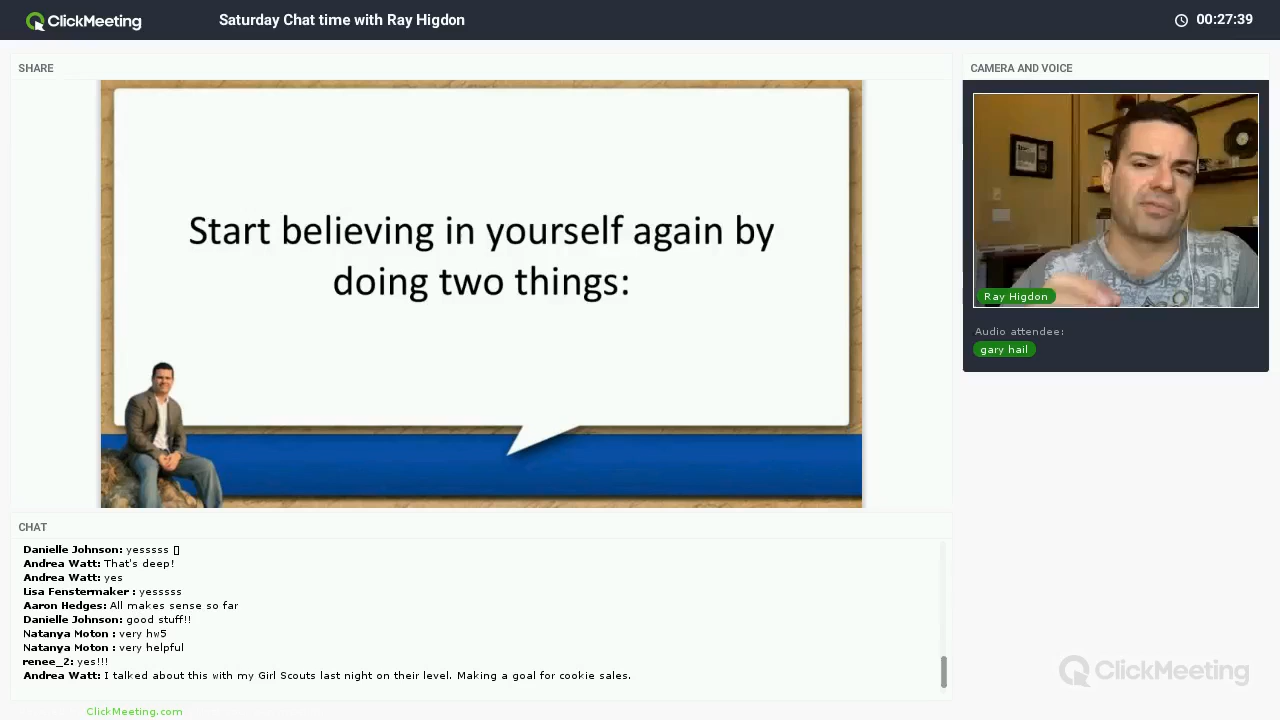 ClickMeeting
Saturday Chat time with Ray Higdon
00:27:39
SHARE
Start believing in yourself again by
doing two things:
CAMERA AND VOICE
Ray Higdon
Audio attendee:
gary hail
CHAT
Danielle Johnson: yesssss
Andrea Watt: That's deep!
Andrea Watt: yes
Lisa Fenstermaker : yesssss
Aaron Hedges: All makes sense so far
Danielle Johnson: good stuff!!
Natanya Moton : very hw5
Natanya Moton : very helpful
renee_2: yes!!!
Andrea Watt: I talked about this with my Girl Scouts last night on their level. Making a goal for cookie sales.
ClickMeeting
ClickMeeting.com